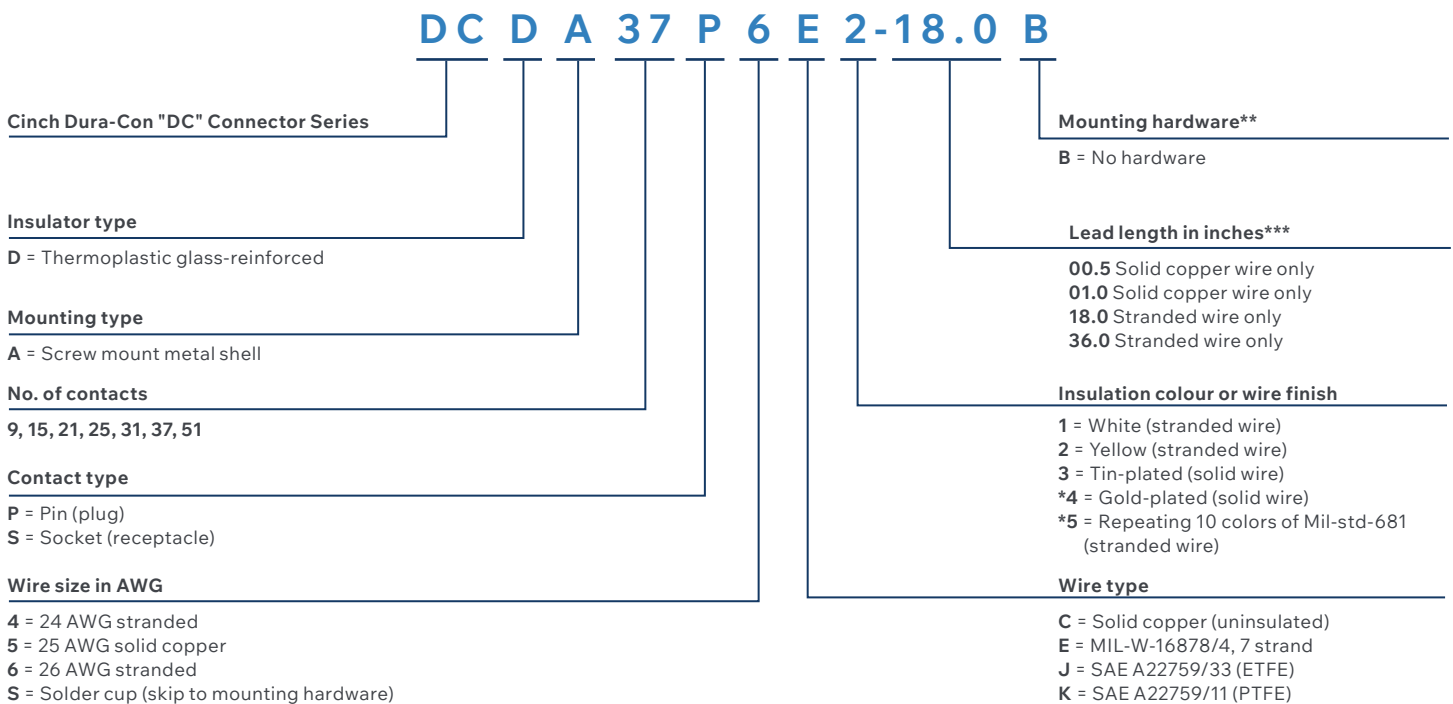 DC D A 37 P 6 E 2-18.0 B
Cinch Dura-Con "DC" Connector Series
Insulator type
D = Thermoplastic glass-reinforced
Mounting type
A = Screw mount metal shell
No. of contacts
9, 15, 21, 25, 31, 37, 51
Contact type
P = Pin (plug)
S = Socket (receptacle)
Wire size in AWG
4 = 24 AWG stranded
5 = 25 AWG solid copper
6 = 26 AWG stranded
S = Solder cup (skip to mounting hardware)
Mounting hardware**
B = No hardware
Lead length in inches***
00.5 Solid copper wire only
01.0 Solid copper wire only
18.0 Stranded wire only
36.0 Stranded wire only
Insulation colour or wire finish
1 = White (stranded wire)
2 = Yellow (stranded wire)
3 = Tin-plated (solid wire)
*4 = Gold-plated (solid wire)
*5 = Repeating 10 colors of Mil-std-681
(stranded wire)
Wire type
C = Solid copper (uninsulated)
E = MIL-W-16878/4, 7 strand
J = SAE A22759/33 (ETFE)
K = SAE A22759/11 (PTFE)